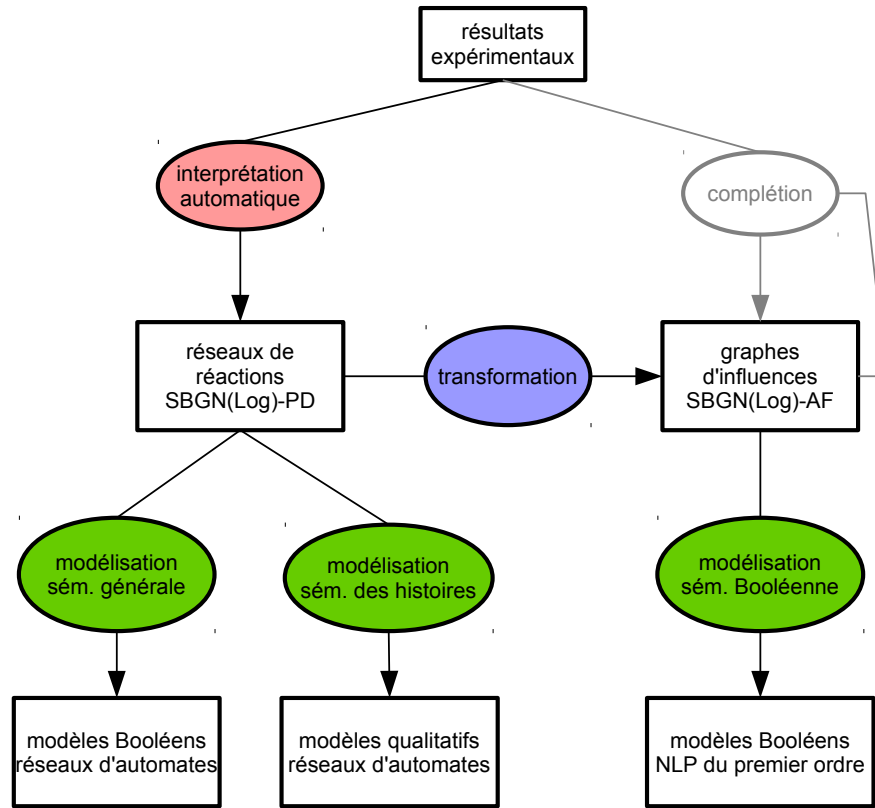 résultats
expérimentaux
interprétation
automatique
complétion
réseaux de
réactions
SBGN(Log)-PD
transformation
graphes
d'influences
SBGN(Log)-AF
modélisation
sém. générale
modélisation
sém. des histoires
modélisation
sém. Booléenne
modèles Booléens
réseaux d'automates
modèles qualitatifs
réseaux d'automates
modèles Booléens
NLP du premier ordre